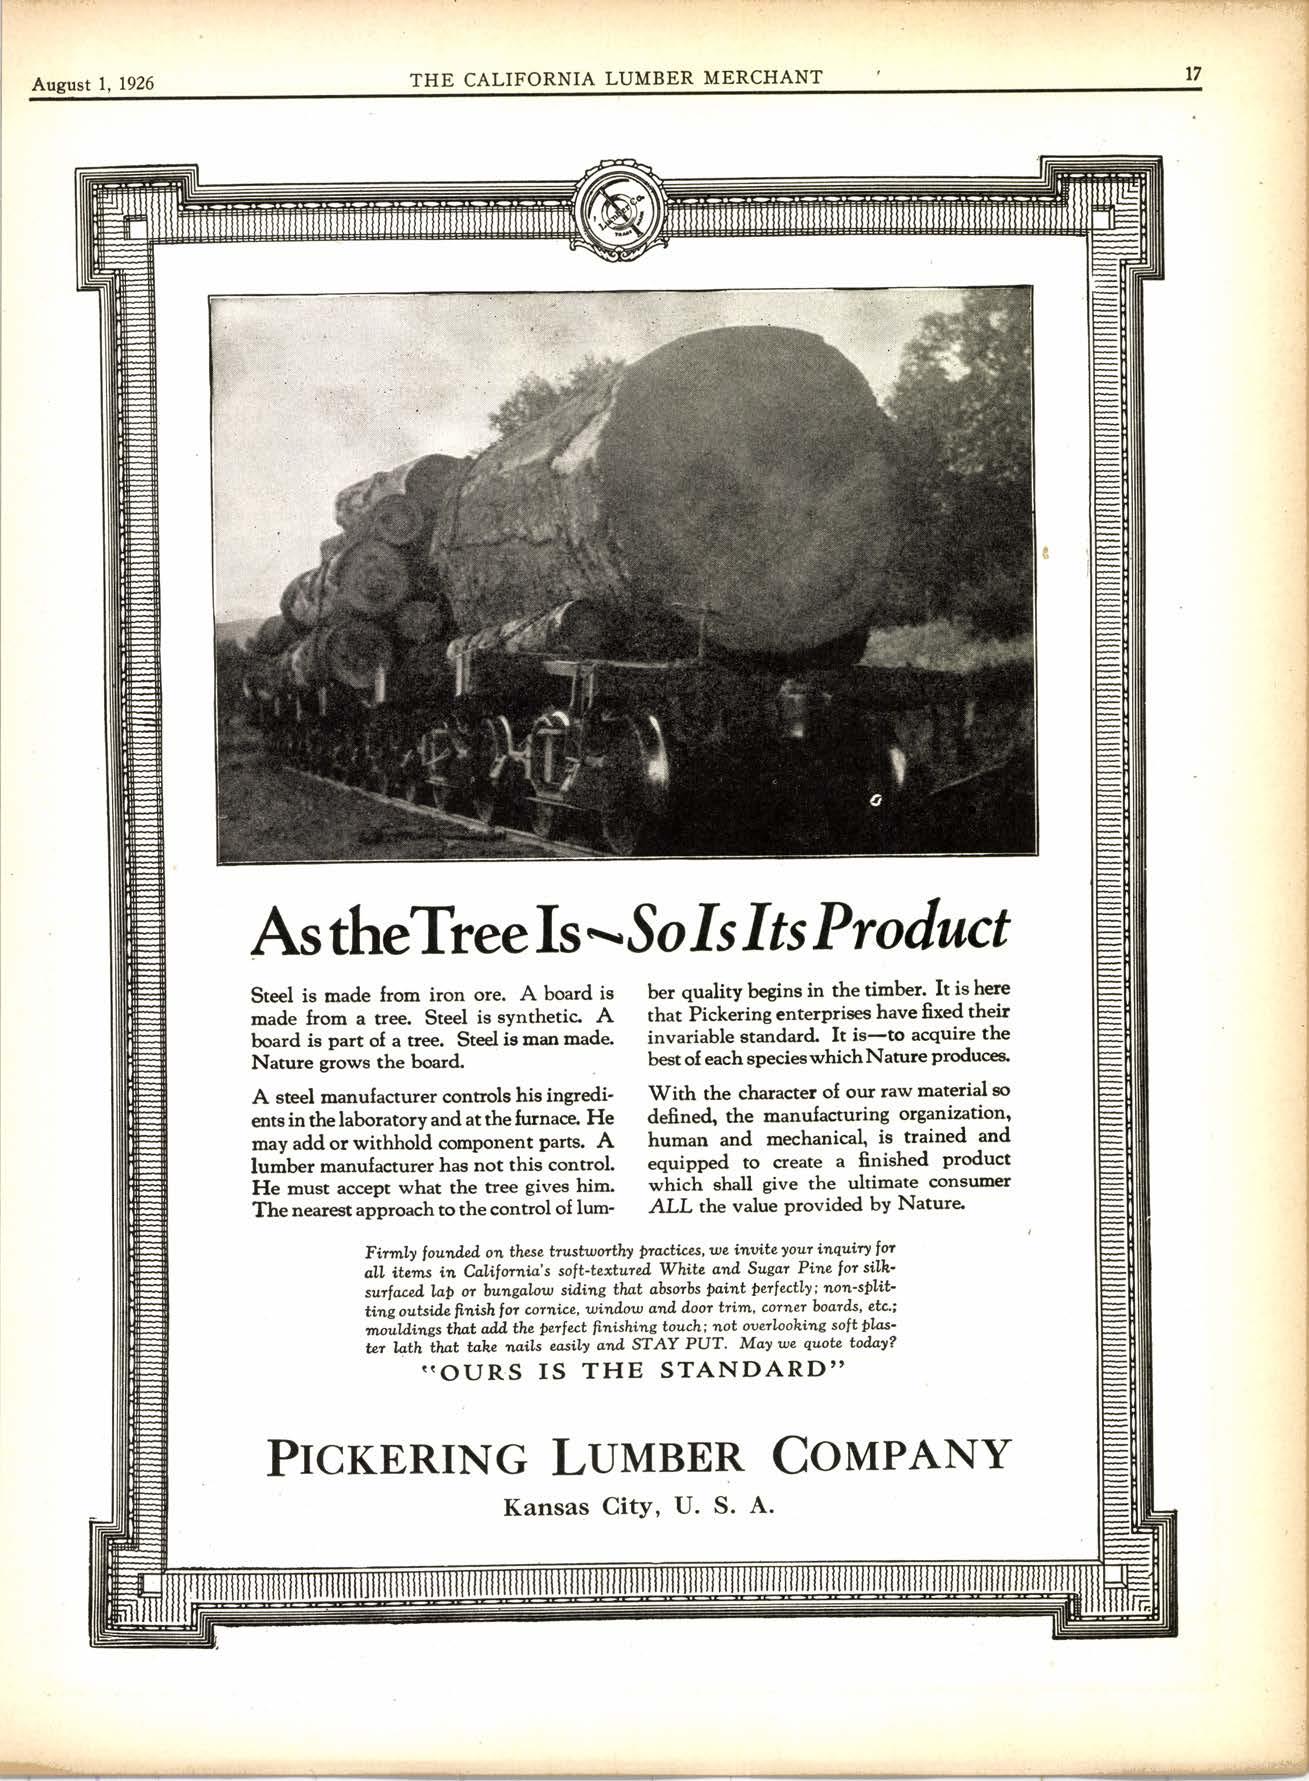 August 1, 1926
THE CALIFORNIA LUMBER MERCHANT
17
Lumber Co.
TRADE MARK
As the Tree Is~So Is Its Product
Steel is made from iron ore. A board is
made from a tree. Steel is synthetic. A
board is part of a tree. Steel is man made.
Nature grows the board.
A steel manufacturer controls his ingredi-
ents in the laboratory and at the furnace. He
may add or withhold component parts. A
lumber manufacturer has not this control.
He must accept what the tree gives him.
The nearest approach to the control of lum-
ber quality begins in the timber. It is here
that Pickering enterprises have fixed their
invariable standard. It is—to acquire the
best of each species which Nature produces.
With the character of our raw material so
defined, the manufacturing organization,
human and mechanical, is trained and
equipped to create a finished product
which shall give the ultimate consumer
ALL the value provided by Nature.
Firmly founded on these trustworthy practices, we invite your inquiry for
all items in California's soft-textured White and Sugar Pine for silk-
surfaced lap or bungalow siding that absorbs paint perfectly; non-split-
ting outside finish for cornice, window and door trim, corner boards, etc.;
mouldings that add the perfect finishing touch; not overlooking soft plas-
ter lath that take nails easily and STAY PUT. May we quote today?
"OURS IS THE STANDARD"
PICKERING LUMBER COMPANY
Kansas City, U. S. A.